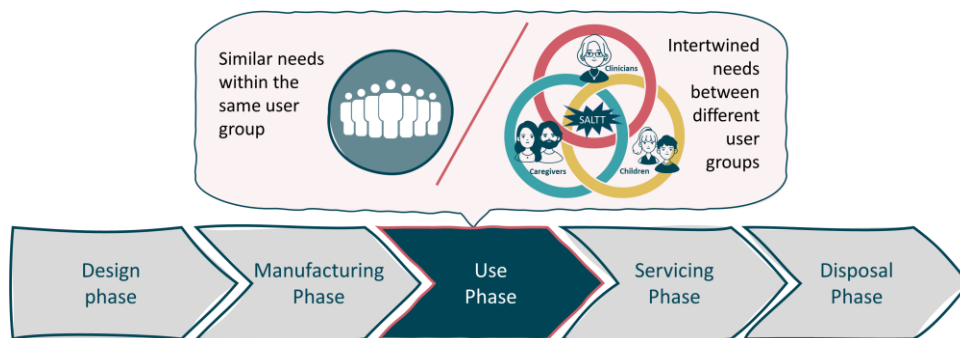 Similar needs
within the
same user
group
Clinicians
SALTT
Caregivers
Children
Intertwined
needs
between
different
user
groups
Design
phase
Manufacturing
Phase
Use
Phase
Servicing
Phase
Disposal
Phase